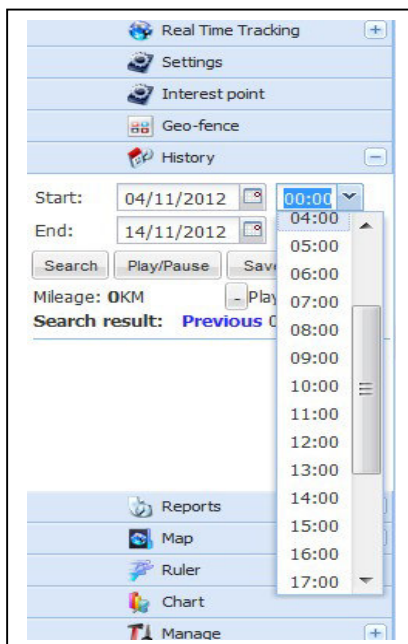 Real Time Tracking
Settings
Interest point
Geo-fence
History
Start: 04/11/2012 00:00
End: 14/11/2012
04:00
05:00
06:00
07:00
08:00
09:00
10:00
11:00
12:00
13:00
14:00
15:00
16:00
17:00
Search Play/Pause Sav
Mileage: 0KM - Play
Search result: Previous 0
Reports
Map
Ruler
Chart
Manage